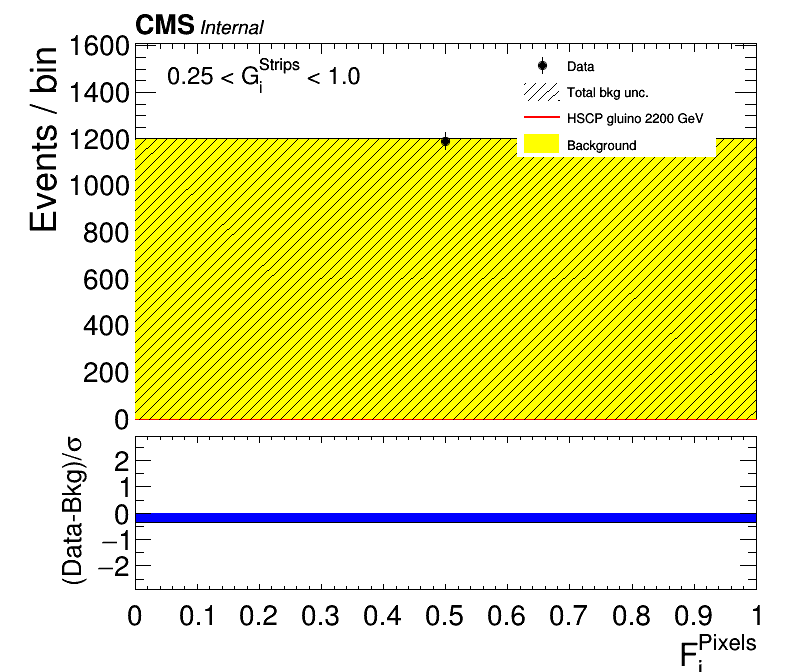 CMS Internal
0.25 < G_i^Strips < 1.0
Data
Total bkg unc.
HSCP gluino 2200 GeV
Background
Events / bin
1600
1400
1200
1000
800
600
400
200
0
(Data-Bkg)/σ
2
1
0
−1
−2
0 0.1 0.2 0.3 0.4 0.5 0.6 0.7 0.8 0.9 1
F_i^Pixels